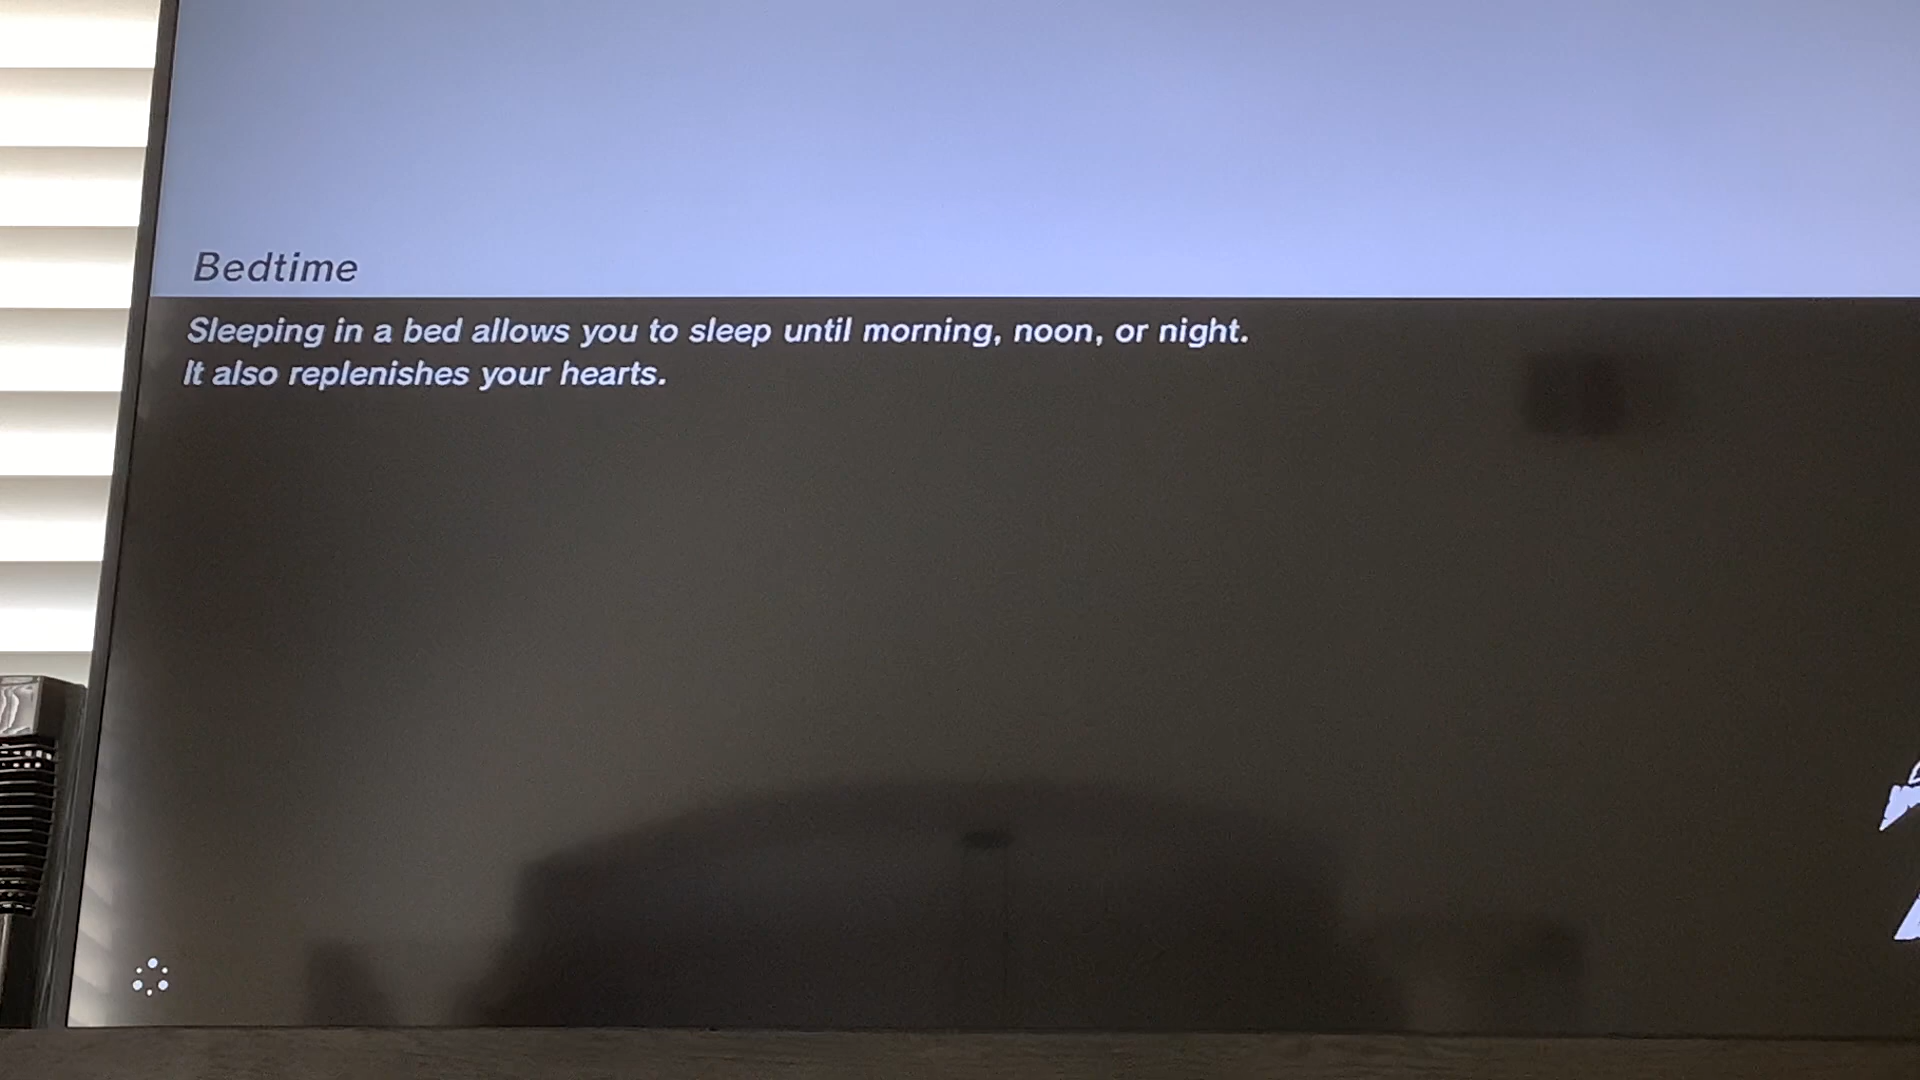 Bedtime
Sleeping in a bed allows you to sleep until morning, noon, or night.
It also replenishes your hearts.